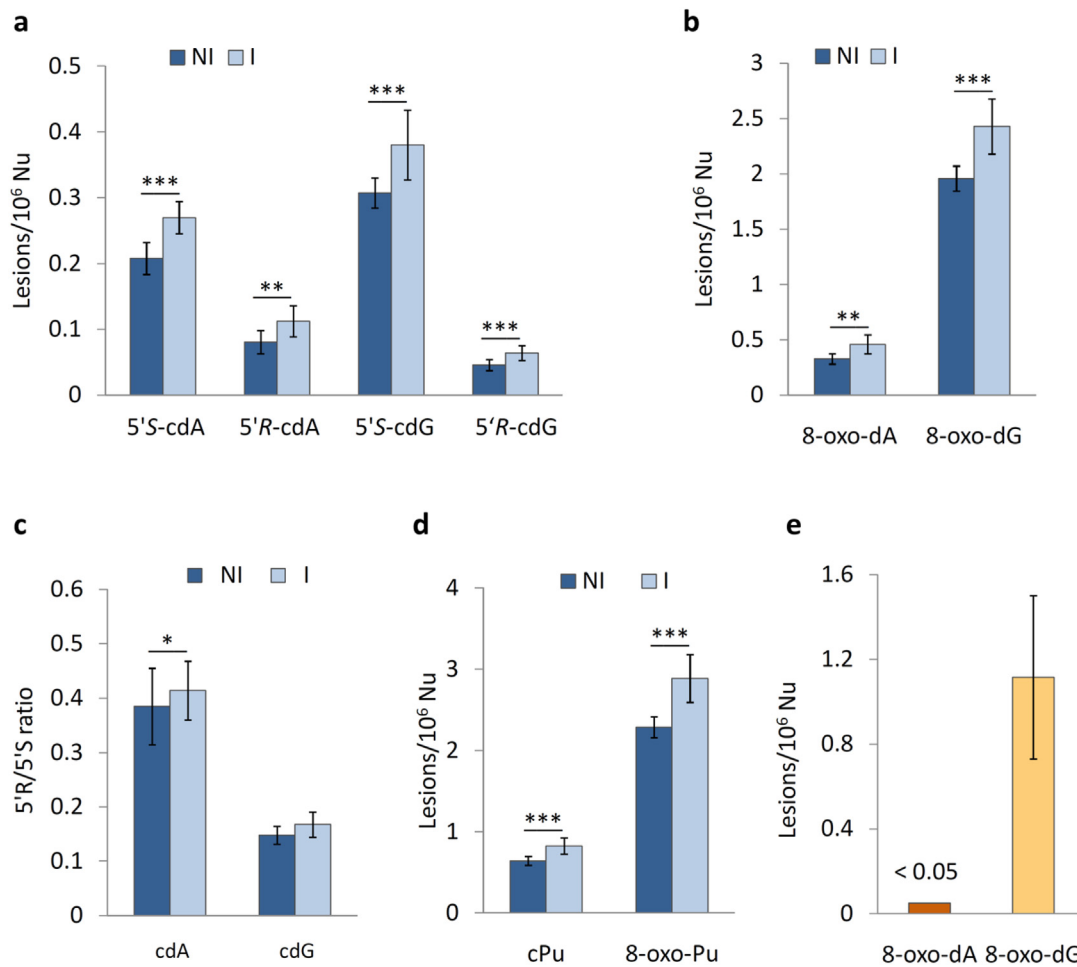 a
NI I
0.5
0.4
0.3
0.2
0.1
0
Lesions/10⁶ Nu
***
**
***
***
5'S-cdA 5'R-cdA 5'S-cdG 5‘R-cdG
b
NI I
3
2.5
2
1.5
1
0.5
0
Lesions/10⁶ Nu
**
***
8-oxo-dA 8-oxo-dG
c
NI I
0.6
0.5
0.4
0.3
0.2
0.1
0
5'R/5'S ratio
*
cdA cdG
d
NI I
4
3
2
1
0
Lesions/10⁶ Nu
***
***
cPu 8-oxo-Pu
e
1.6
1.2
0.8
0.4
0
Lesions/10⁶ Nu
< 0.05
8-oxo-dA 8-oxo-dG